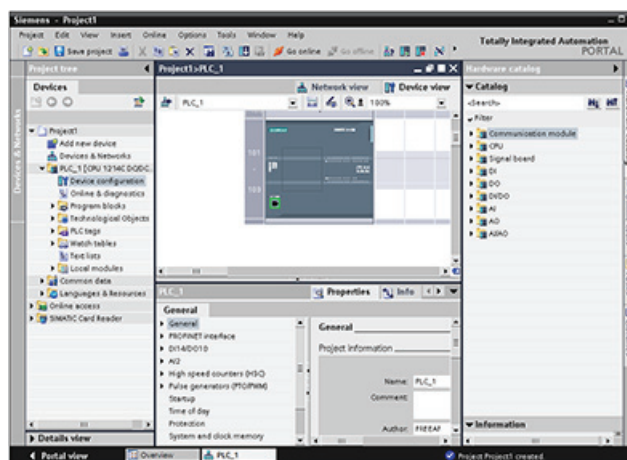 Siemens - Project1
Project Edit View Insert Online Options Tools Window Help
Save project Go online Go offline
Totally Integrated Automation
PORTAL
Project tree
Devices
Devices & Networks
Project1
Add new device
Devices & Networks
PLC_1 [CPU 1214C DC/DC...
Device configuration
Online & diagnostics
Program blocks
Technological Objects
PLC tags
Watch tables
Text lists
Local modules
Common data
Languages & Resources
Online access
SIMATIC Card Reader
Details view
Project1>PLC_1
Network view Device view
PLC_1 100%
101
103
PLC_1
Properties Info
General
General
PROFINET interface
DI14/DO10
AI2
High speed counters (HSC)
Pulse generators (PTO/PWM)
Startup
Time of day
Protection
System and clock memory
General
Project information
Name: PLC_1
Comment:
Author:
Hardware catalog
Catalog
<Search>
Filter
Communication module
CPU
Signal board
DI
DO
DI/DO
AI
AO
AI/AO
Information
Portal view Overview PLC_1 Project Project1 created.